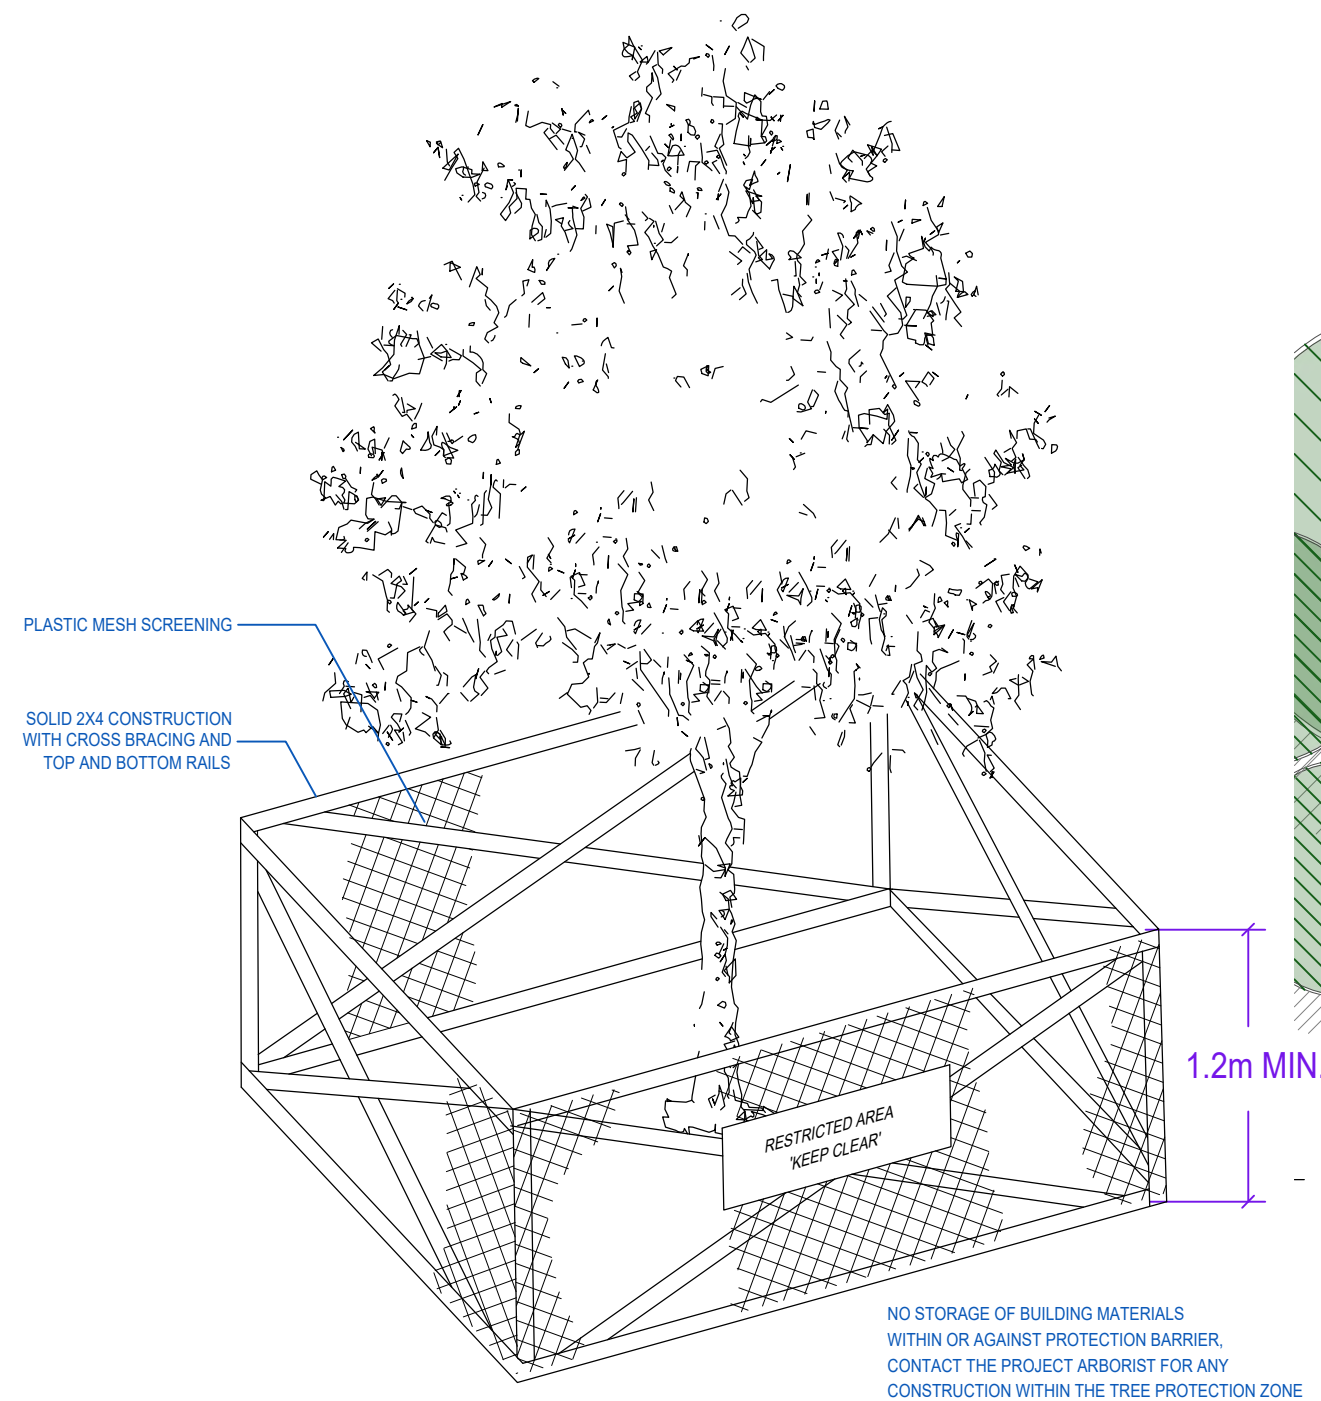 PLASTIC MESH SCREENING
SOLID 2X4 CONSTRUCTION
WITH CROSS BRACING AND
TOP AND BOTTOM RAILS
1.2m MIN.
RESTRICTED AREA
'KEEP CLEAR'
NO STORAGE OF BUILDING MATERIALS
WITHIN OR AGAINST PROTECTION BARRIER,
CONTACT THE PROJECT ARBORIST FOR ANY
CONSTRUCTION WITHIN THE TREE PROTECTION ZONE